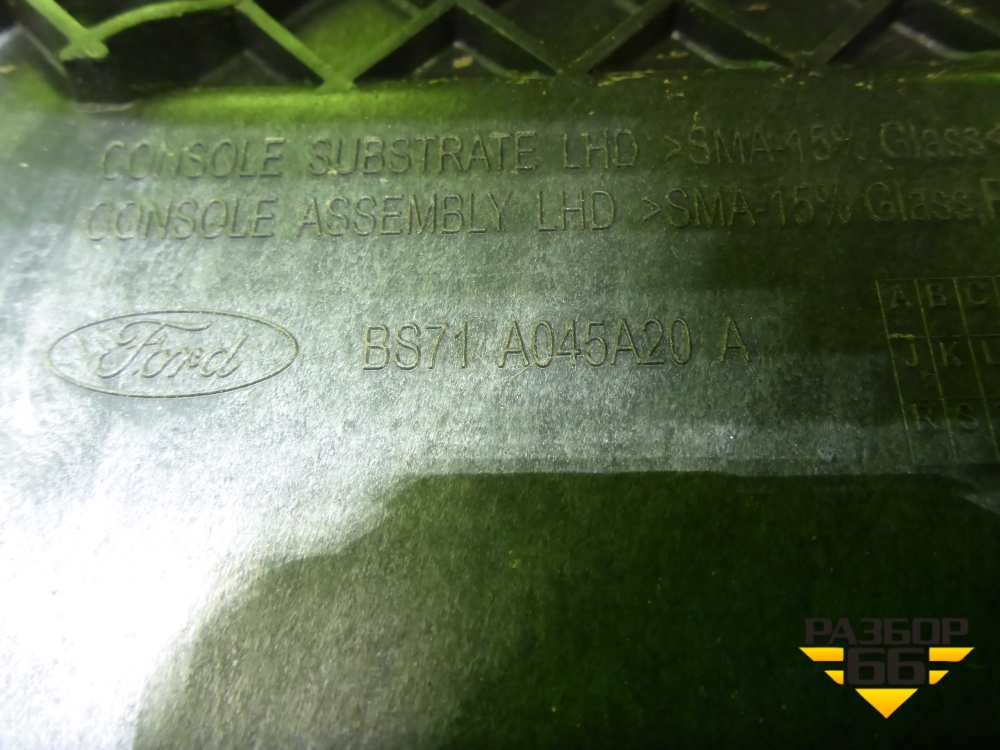 CONSOLE SUBSTRATE LHD >SMA-15% Glass
CONSOLE ASSEMBLY LHD >SMA-15% Glass F
Ford BS71 A045A20 A
A B C
J K L
R S
РАЗБОР
66